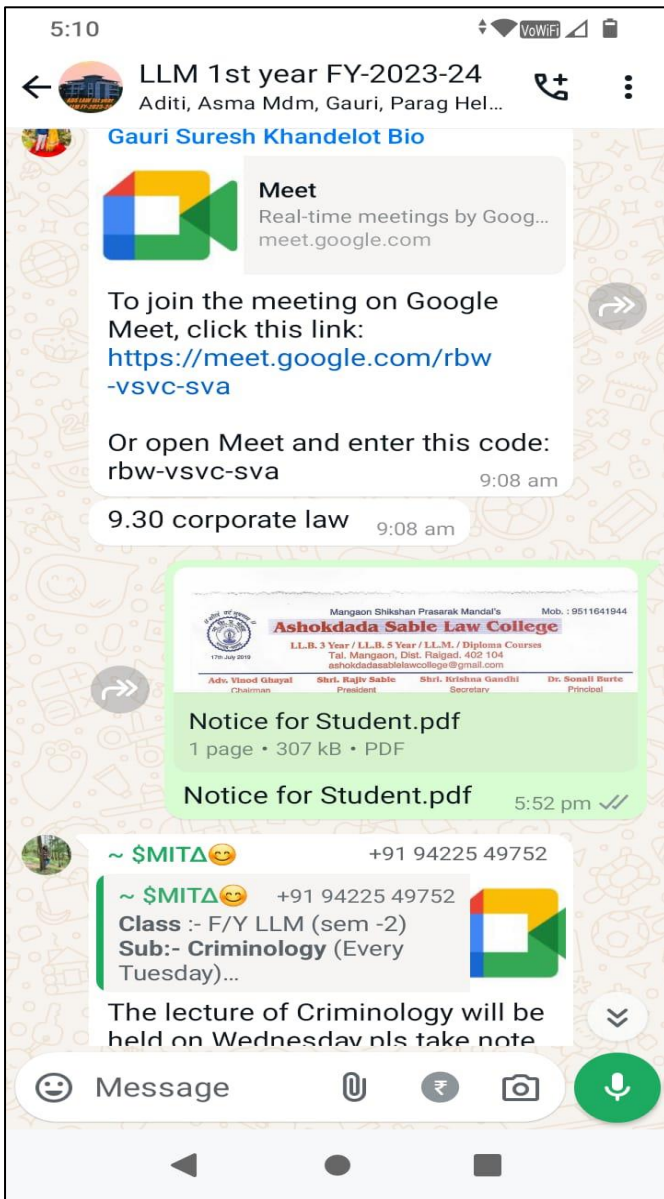 5:10
VoWiFi
LLM 1st year FY-2023-24
Aditi, Asma Mdm, Gauri, Parag Hel...
Gauri Suresh Khandelot Bio
Meet
Real-time meetings by Goog...
meet.google.com
To join the meeting on Google
Meet, click this link:
https://meet.google.com/rbw
-vsvc-sva
Or open Meet and enter this code:
rbw-vsvc-sva
9:08 am
9.30 corporate law 9:08 am
Mangaon Shikshan Prasarak Mandal's Mob. : 9511641944
Ashokdada Sable Law College
LL.B. 3 Year / LL.B. 5 Year / LL.M. / Diploma Courses
17th July 2019
Tal. Mangaon, Dist. Raigad. 402 104
ashokdadasablelawcollege@gmail.com
Adv. Vinod Ghayal Shri. Rajiv Sable Shri. Krishna Gandhi Dr. Sonali Burte
Chairman President Secretary Principal
Notice for Student.pdf
1 page • 307 kB • PDF
Notice for Student.pdf 5:52 pm
~ $MITΔ😊 +91 94225 49752
~ $MITΔ😊 +91 94225 49752
Class :- F/Y LLM (sem -2)
Sub:- Criminology (Every
Tuesday)...
The lecture of Criminology will be
held on Wednesday pls take note
Message
₹